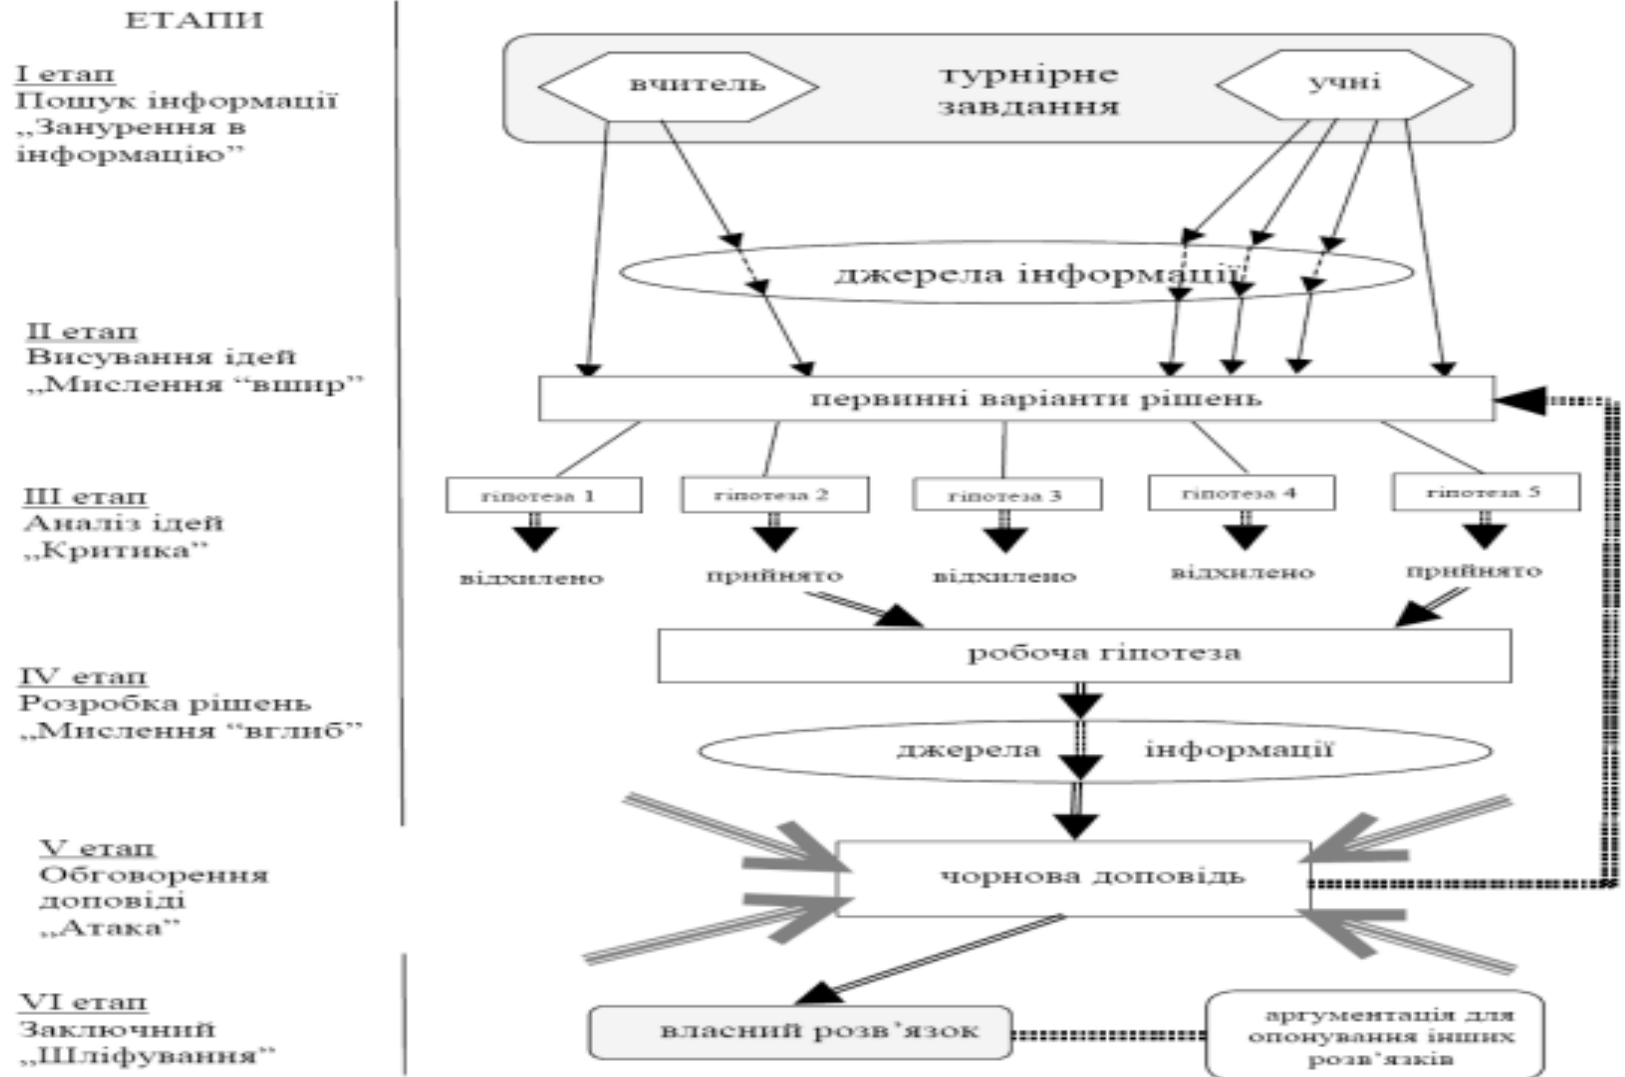 ЕТАПИ
І етап
Пошук інформації
„Занурення в
інформацію”
вчитель
турнірне
завдання
учні
джерела інформації
ІІ етап
Висування ідей
„Мислення “вшир”
первинні варіанти рішень
ІІІ етап
Аналіз ідей
„Критика”
гіпотеза 1
гіпотеза 2
гіпотеза 3
гіпотеза 4
гіпотеза 5
відхилено
прийнято
відхилено
відхилено
прийнято
IV етап
Розробка рішень
„Мислення “вглиб”
робоча гіпотеза
джерела інформації
V етап
Обговорення
доповіді
„Атака”
чорнова доповідь
VI етап
Заключний
„Шліфування”
власний розв’язок
аргументація для
опонування інших
розв’язків